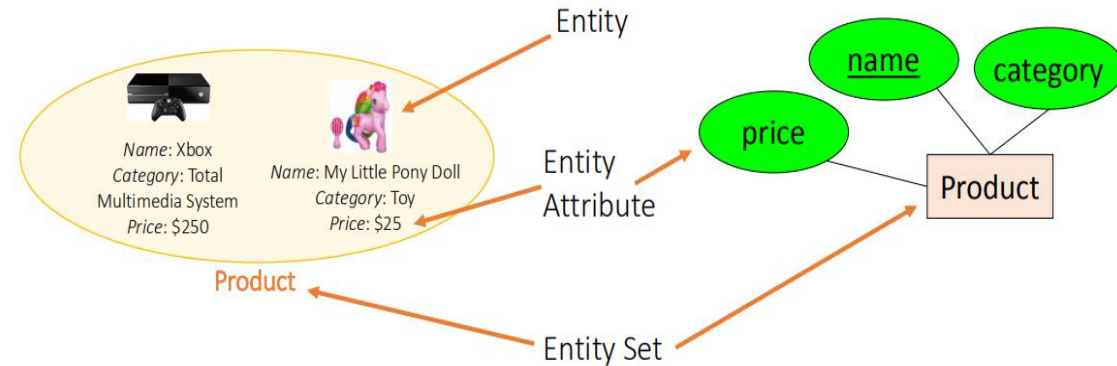 Entity
name
category
price
Name: Xbox
Category: Total
Multimedia System
Price: $250
Name: My Little Pony Doll
Category: Toy
Price: $25
Entity
Attribute
Product
Product
Entity Set